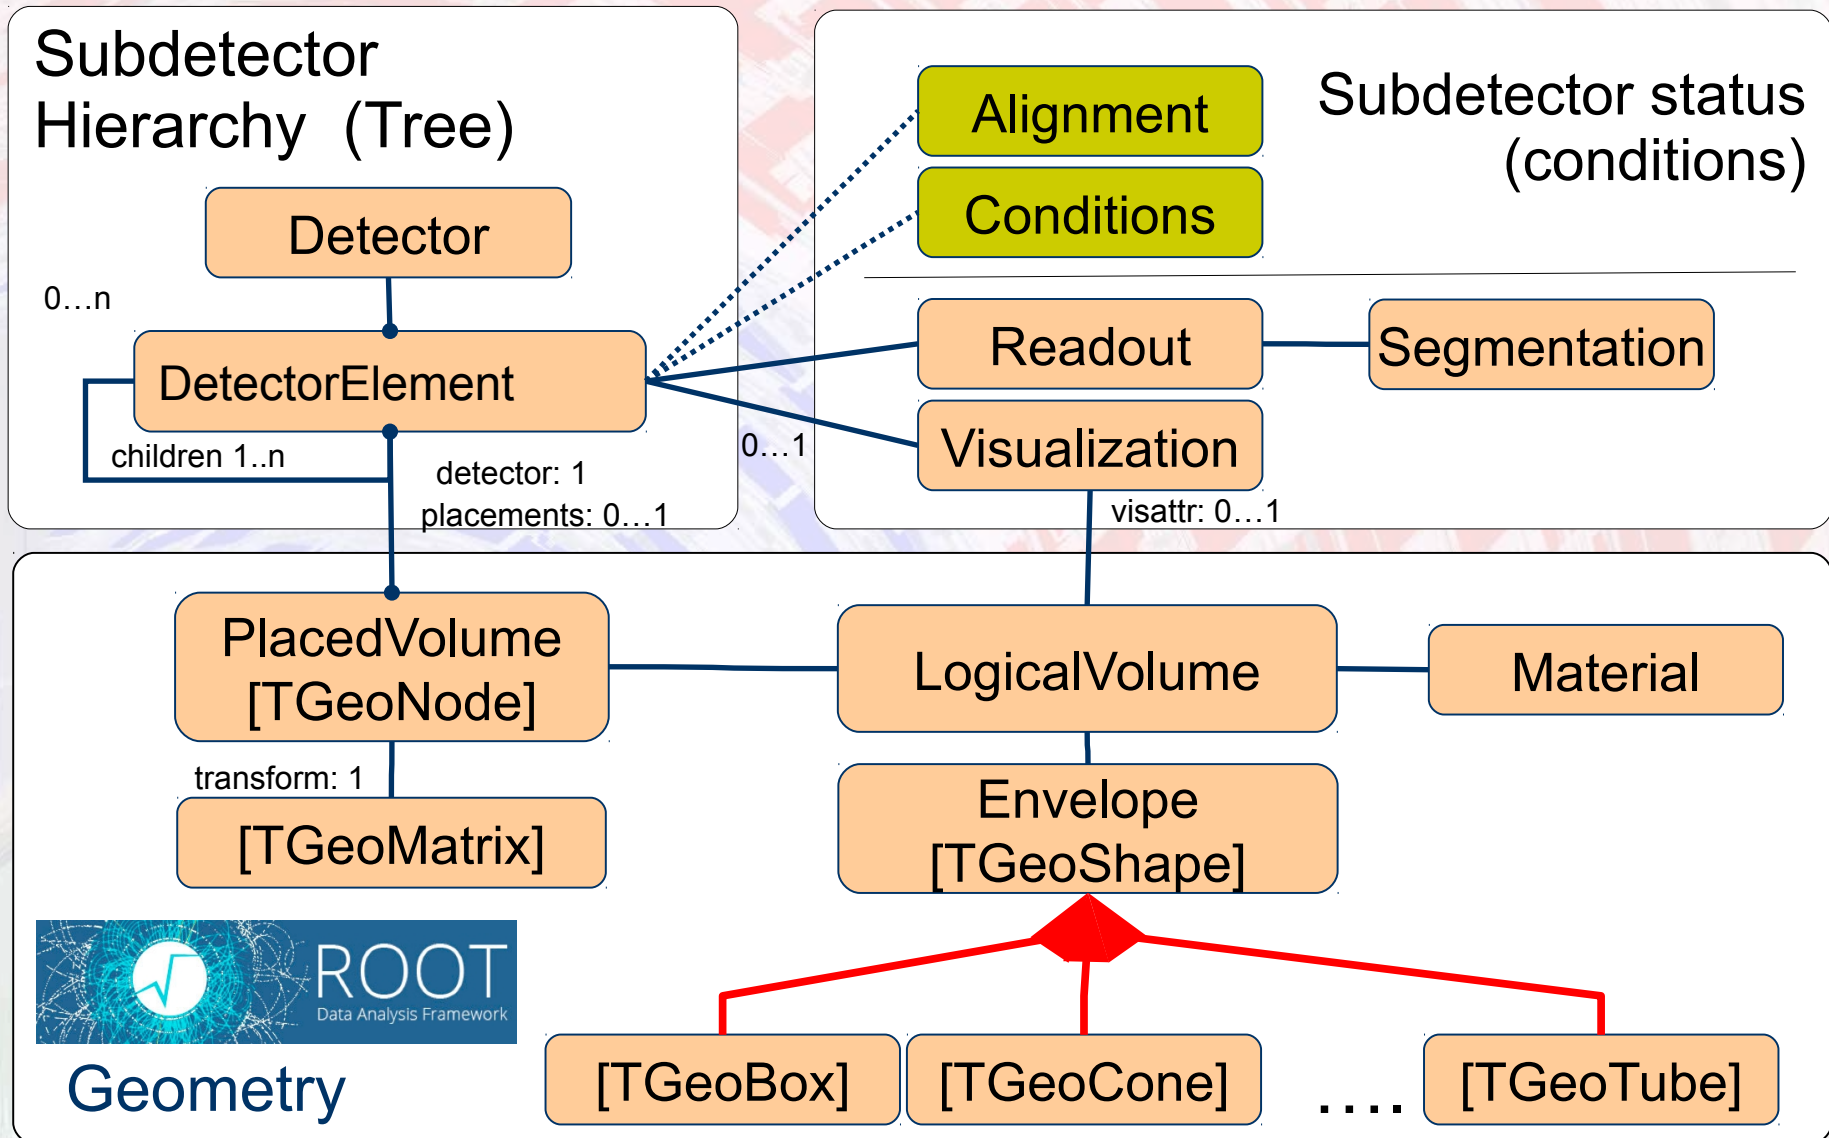 Subdetector
Hierarchy (Tree)
Detector
0…n
DetectorElement
children 1..n
detector: 1
placements: 0…1
Alignment
Conditions
Subdetector status
(conditions)
Readout
Segmentation
0…1
Visualization
visattr: 0…1
PlacedVolume
[TGeoNode]
LogicalVolume
Material
transform: 1
[TGeoMatrix]
Envelope
[TGeoShape]
ROOT
Data Analysis Framework
Geometry
[TGeoBox]
[TGeoCone]
....
[TGeoTube]